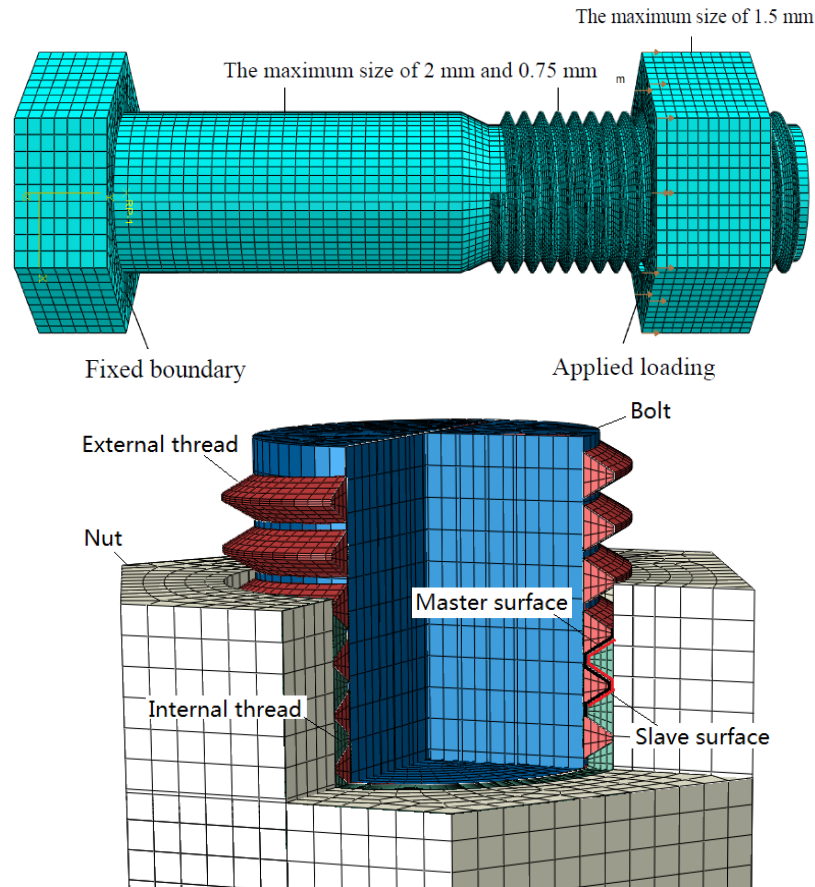 The maximum size of 1.5 mm
The maximum size of 2 mm and 0.75 mm
m
Fixed boundary
Applied loading
Bolt
External thread
Nut
Master surface
Internal thread
Slave surface